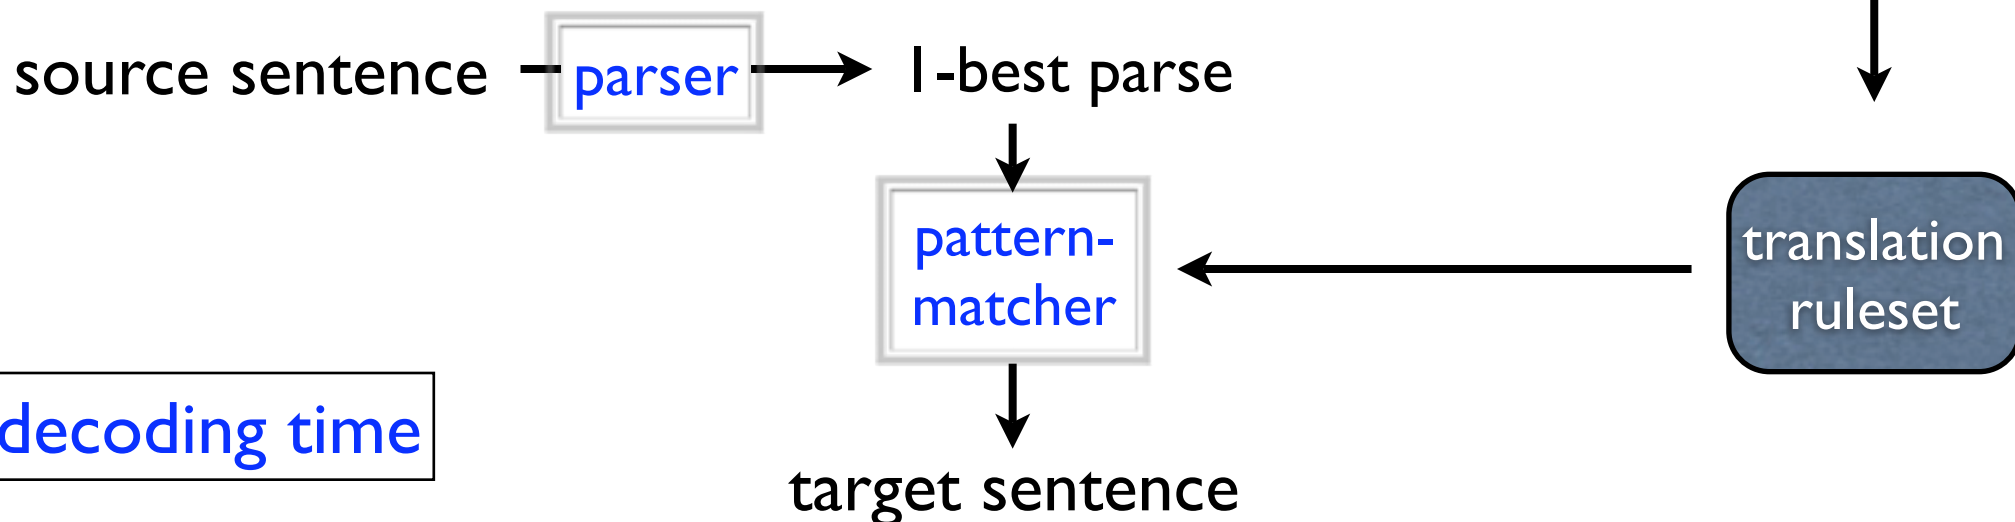 source sentence
parser
1-best parse
pattern-
matcher
translation
ruleset
decoding time
target sentence